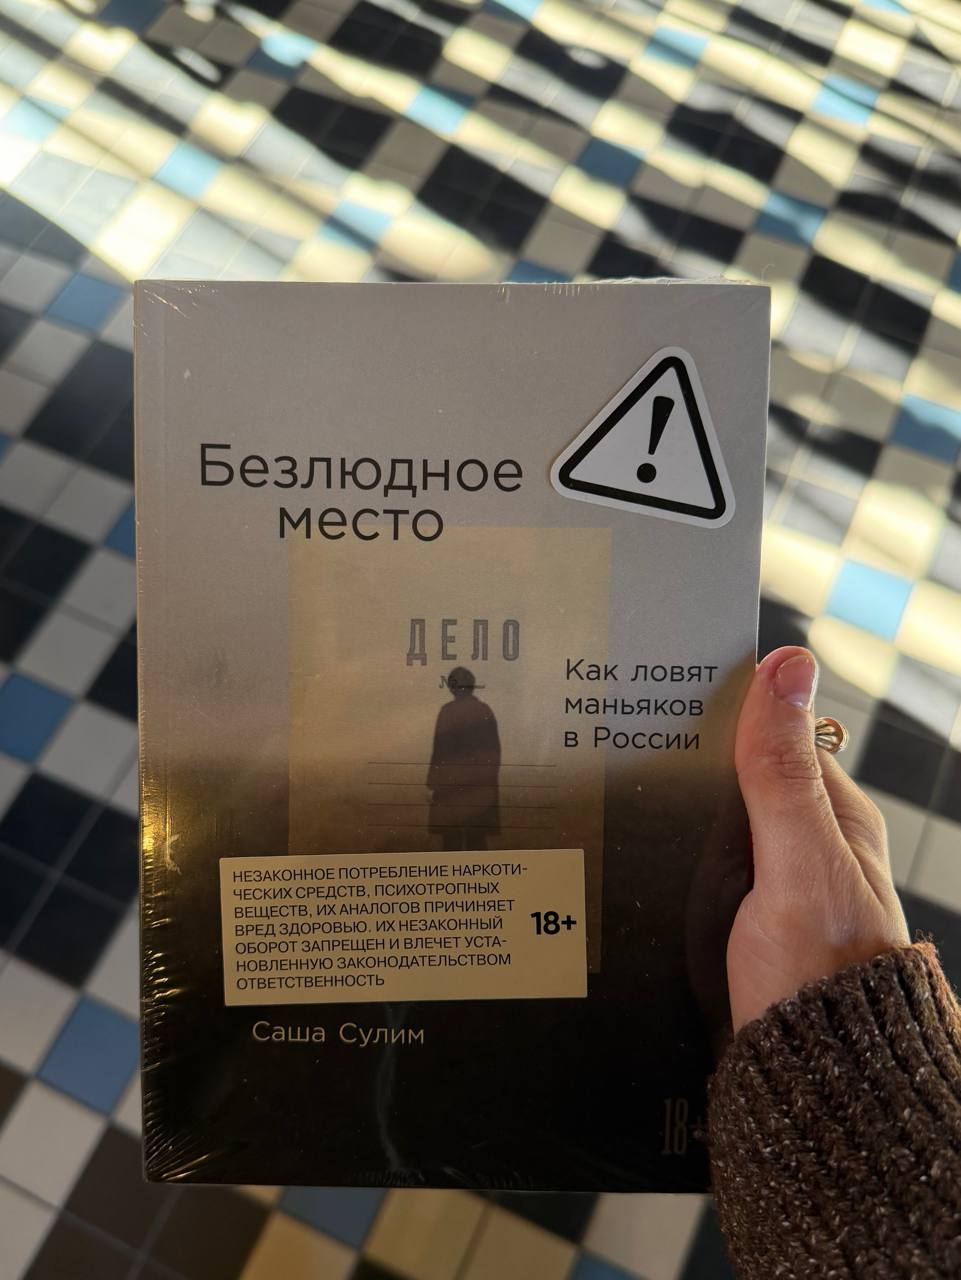 Безлюдное
место
!
ДЕЛО
№
Как ловят
маньяков
в России
НЕЗАКОННОЕ ПОТРЕБЛЕНИЕ НАРКОТИ-
ЧЕСКИХ СРЕДСТВ, ПСИХОТРОПНЫХ
ВЕЩЕСТВ, ИХ АНАЛОГОВ ПРИЧИНЯЕТ
ВРЕД ЗДОРОВЬЮ. ИХ НЕЗАКОННЫЙ
ОБОРОТ ЗАПРЕЩЕН И ВЛЕЧЕТ УСТА-
НОВЛЕННУЮ ЗАКОНОДАТЕЛЬСТВОМ
ОТВЕТСТВЕННОСТЬ
18+
Саша Сулим
18+